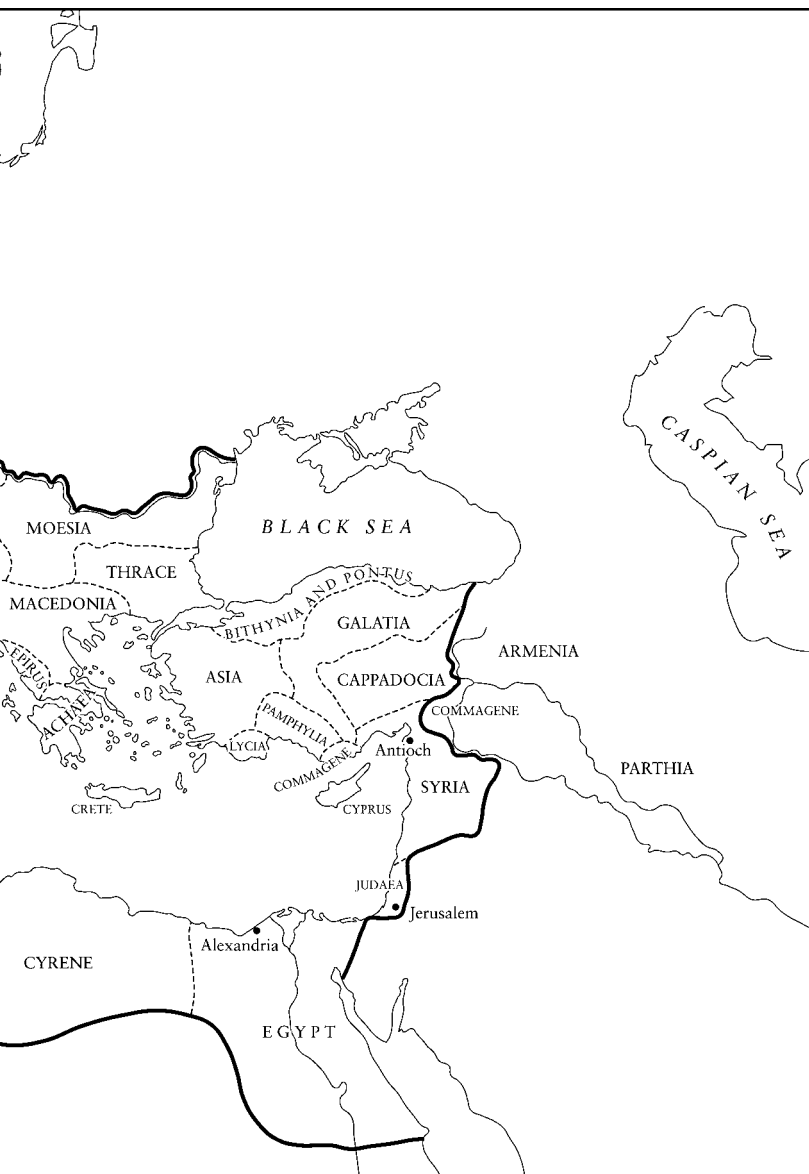 CASPIAN SEA
MOESIA
BLACK SEA
THRACE
BITHYNIA AND PONTUS
MACEDONIA
GALATIA
ARMENIA
EPIRUS
ASIA
CAPPADOCIA
ACHAEA
PAMPHYLIA
COMMAGENE
LYCIA
Antioch
COMMAGENE
PARTHIA
SYRIA
CRETE
CYPRUS
JUDAEA
Jerusalem
Alexandria
CYRENE
EGYPT